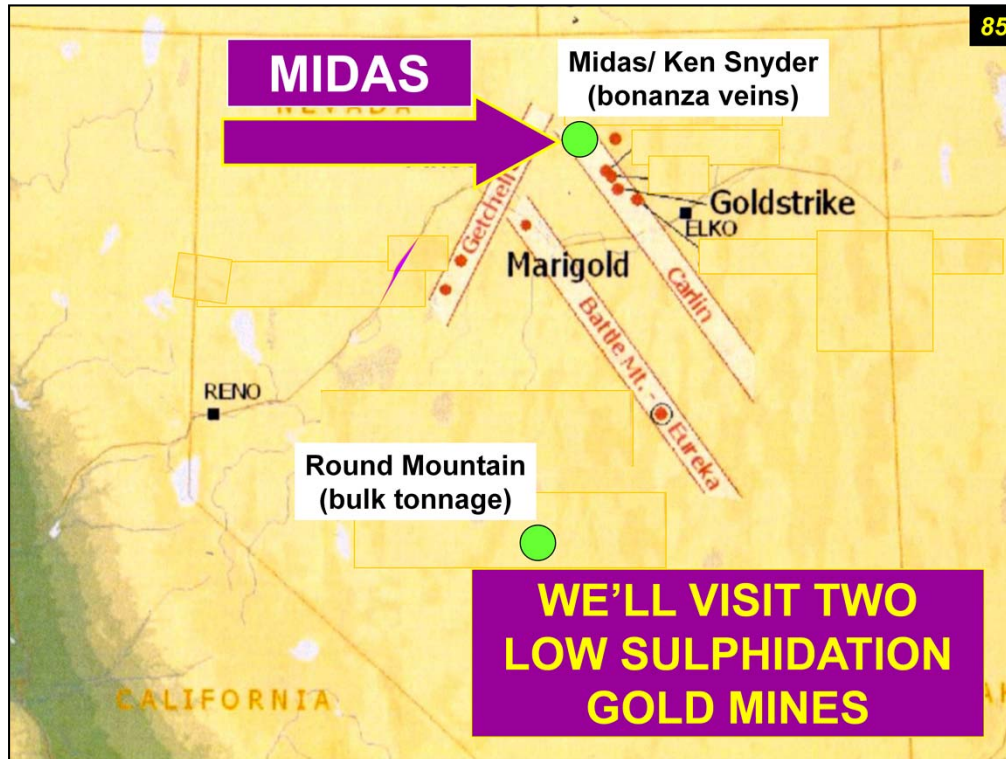 85
MIDAS
Midas/ Ken Snyder
(bonanza veins)
NEVADA
Getchell
Goldstrike
ELKO
Marigold
Carlin
Battle Mt. - Eureka
RENO
Round Mountain
(bulk tonnage)
WE'LL VISIT TWO
LOW SULPHIDATION
GOLD MINES
CALIFORNIA